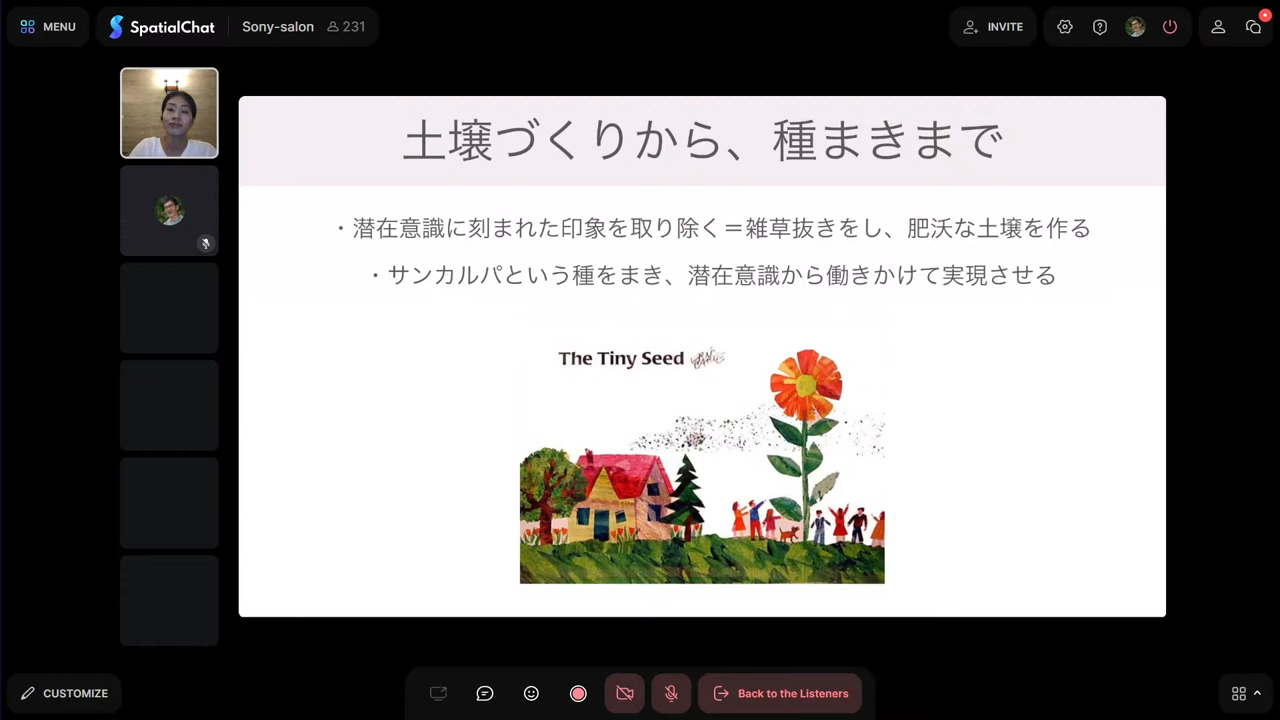 MENU
SpatialChat
Sony-salon
231
INVITE
土壌づくりから、種まきまで
・潜在意識に刻まれた印象を取り除く＝雑草抜きをし、肥沃な土壌を作る
・サンカルパという種をまき、潜在意識から働きかけて実現させる
The Tiny Seed
CUSTOMIZE
Back to the Listeners